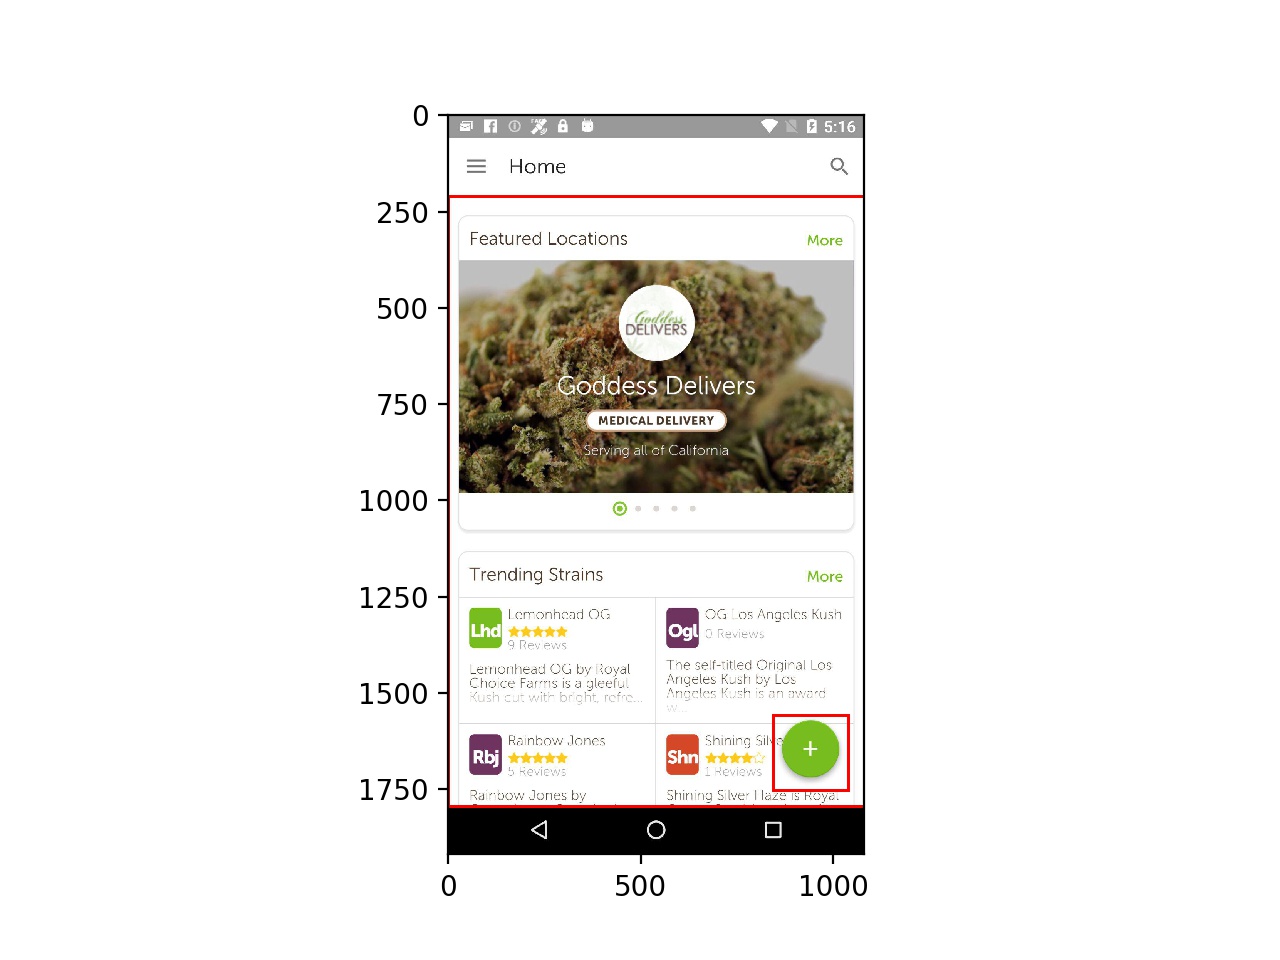 0
250
500
750
1000
1250
1500
1750
0
500
1000
5:16
Home
Featured Locations
More
Goddess
DELIVERS
Goddess Delivers
MEDICAL DELIVERY
Serving all of California
Trending Strains
More
Lhd
Lemonhead OG
9 Reviews
Lemonhead OG by Royal
Choice Farms is a gleeful
Kush cut with bright, refre...
Ogl
OG Los Angeles Kush
0 Reviews
The self-titled Original Los
Angeles Kush by Los
Angeles Kush is an award
w...
Rbj
Rainbow Jones
5 Reviews
Rainbow Jones by
Shn
Shining Silve
1 Reviews
Shining Silver Haze is Royal
+